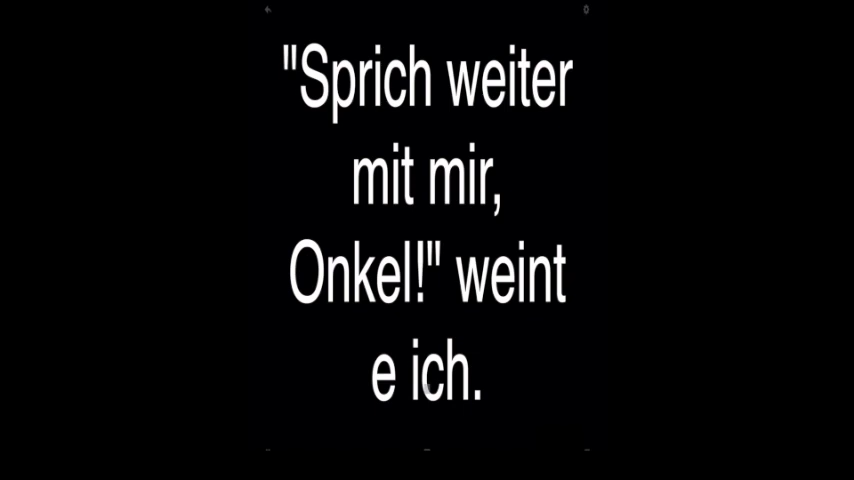 "Sprich weiter
mit mir,
Onkel!" weint
e ich.